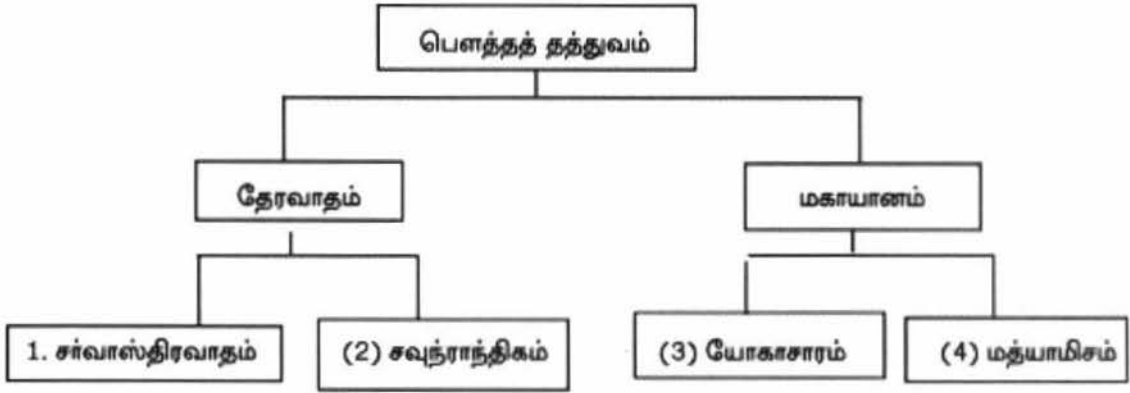 பௌத்தத் தத்துவம்
தேரவாதம்
மகாயானம்
1. சர்வாஸ்திரவாதம்
(2) சவுந்ராந்திகம்
(3) யோகாசாரம்
(4) மத்யாமிசம்